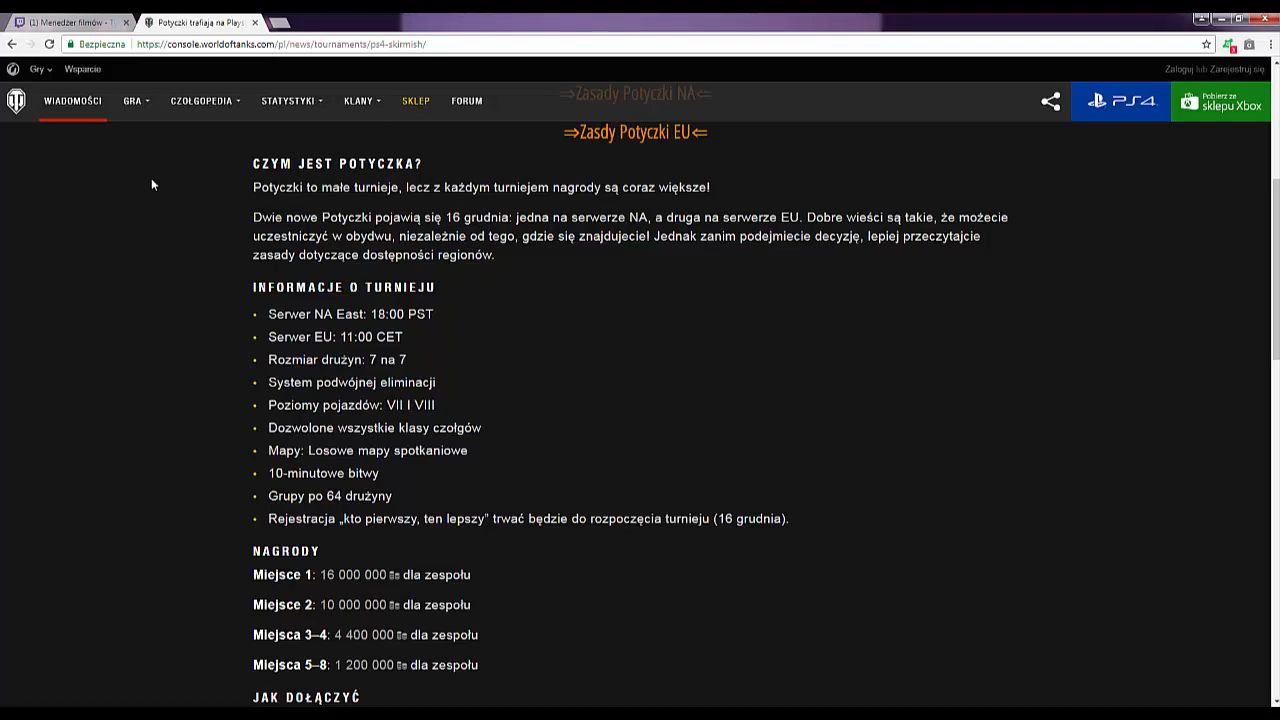 (1) Menedżer filmów - T
Potyczki trafiają na Plays
Bezpieczna
https://console.worldoftanks.com/pl/news/tournaments/ps4-skirmish/
Gry
Wsparcie
Zaloguj lub Zarejestruj się
WIADOMOŚCI
GRA
CZOŁGOPEDIA
STATYSTYKI
KLANY
SKLEP
FORUM
PS4
Pobierz ze
sklepu Xbox
⇒Zasady Potyczki NA⇐
⇒Zasdy Potyczki EU⇐
CZYM JEST POTYCZKA?
Potyczki to małe turnieje, lecz z każdym turniejem nagrody są coraz większe!
Dwie nowe Potyczki pojawią się 16 grudnia: jedna na serwerze NA, a druga na serwerze EU. Dobre wieści są takie, że możecie
uczestniczyć w obydwu, niezależnie od tego, gdzie się znajdujecie! Jednak zanim podejmiecie decyzję, lepiej przeczytajcie
zasady dotyczące dostępności regionów.
INFORMACJE O TURNIEJU
• Serwer NA East: 18:00 PST
• Serwer EU: 11:00 CET
• Rozmiar drużyn: 7 na 7
• System podwójnej eliminacji
• Poziomy pojazdów: VII I VIII
• Dozwolone wszystkie klasy czołgów
• Mapy: Losowe mapy spotkaniowe
• 10-minutowe bitwy
• Grupy po 64 drużyny
• Rejestracja „kto pierwszy, ten lepszy” trwać będzie do rozpoczęcia turnieju (16 grudnia).
NAGRODY
Miejsce 1: 16 000 000 dla zespołu
Miejsce 2: 10 000 000 dla zespołu
Miejsca 3–4: 4 400 000 dla zespołu
Miejsca 5–8: 1 200 000 dla zespołu
JAK DOŁĄCZYĆ